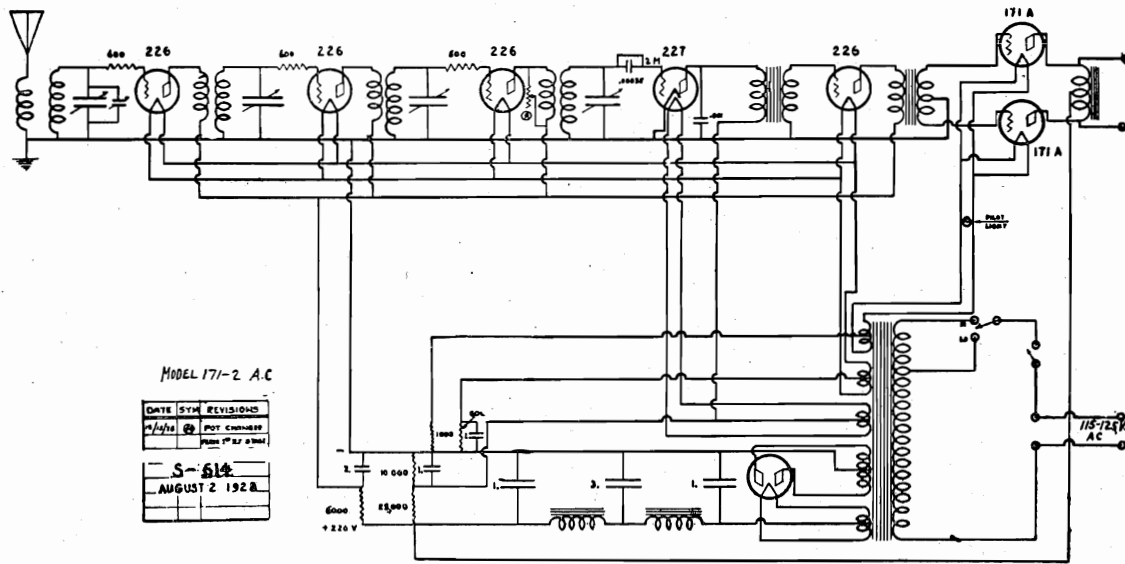 171 A
226
226
226
227
226
600
600
600
2 M
.00025
.001
171 A
PILOT
LIGHT
HI
LO
115-125V
AC
MODEL 171-2 A.C
DATE SYM REVISIONS
POT CHANGED
S-614
AUGUST 2 1928
1000
2.
10 000
1.
1.
3.
1.
6000
25,000
+ 220 V